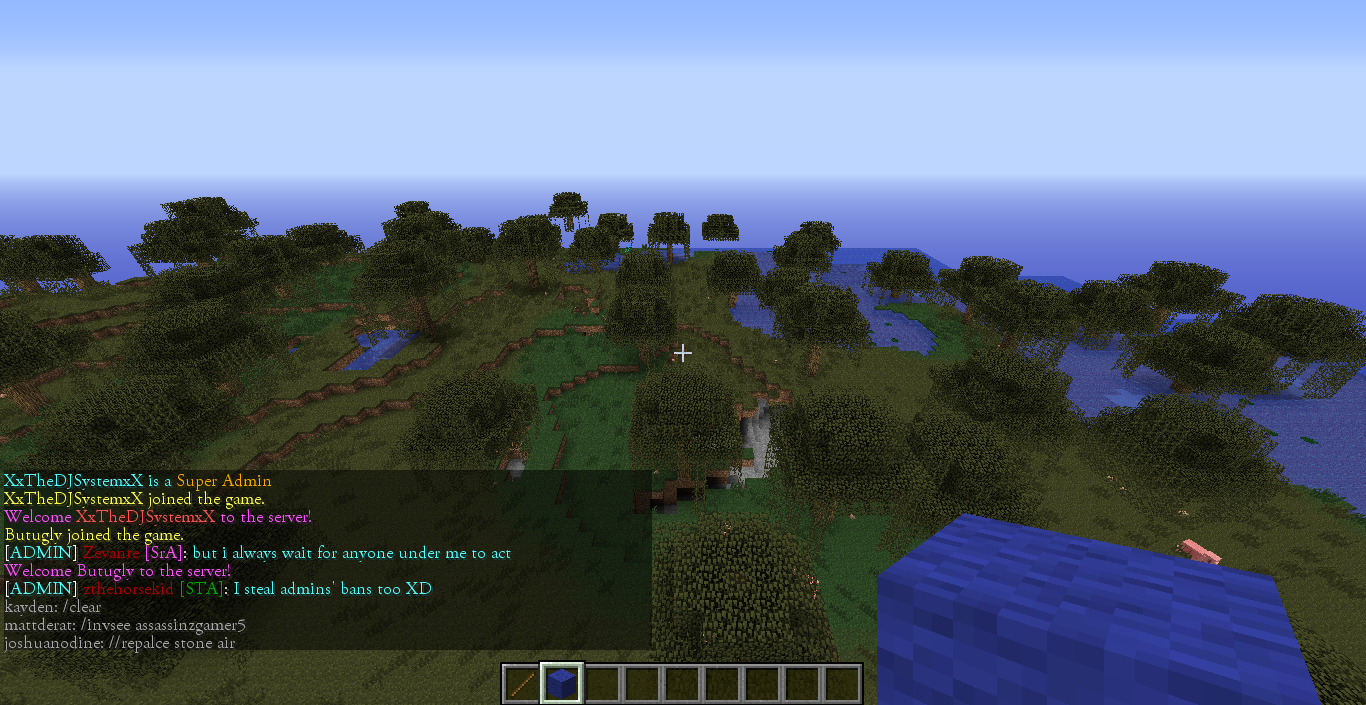 XxTheDJSystemxX is a Super Admin
XxTheDJSystemxX joined the game.
Welcome XxTheDJSystemxX to the server!
Butugly joined the game.
[ADMIN] Zevante [SrA]: but i always wait for anyone under me to act
Welcome Butugly to the server!
[ADMIN] zthehorsekid [STA]: I steal admins' bans too XD
kayden: /clear
mattderat: /invsee assassinzgamer5
joshuanodine: //repalce stone air